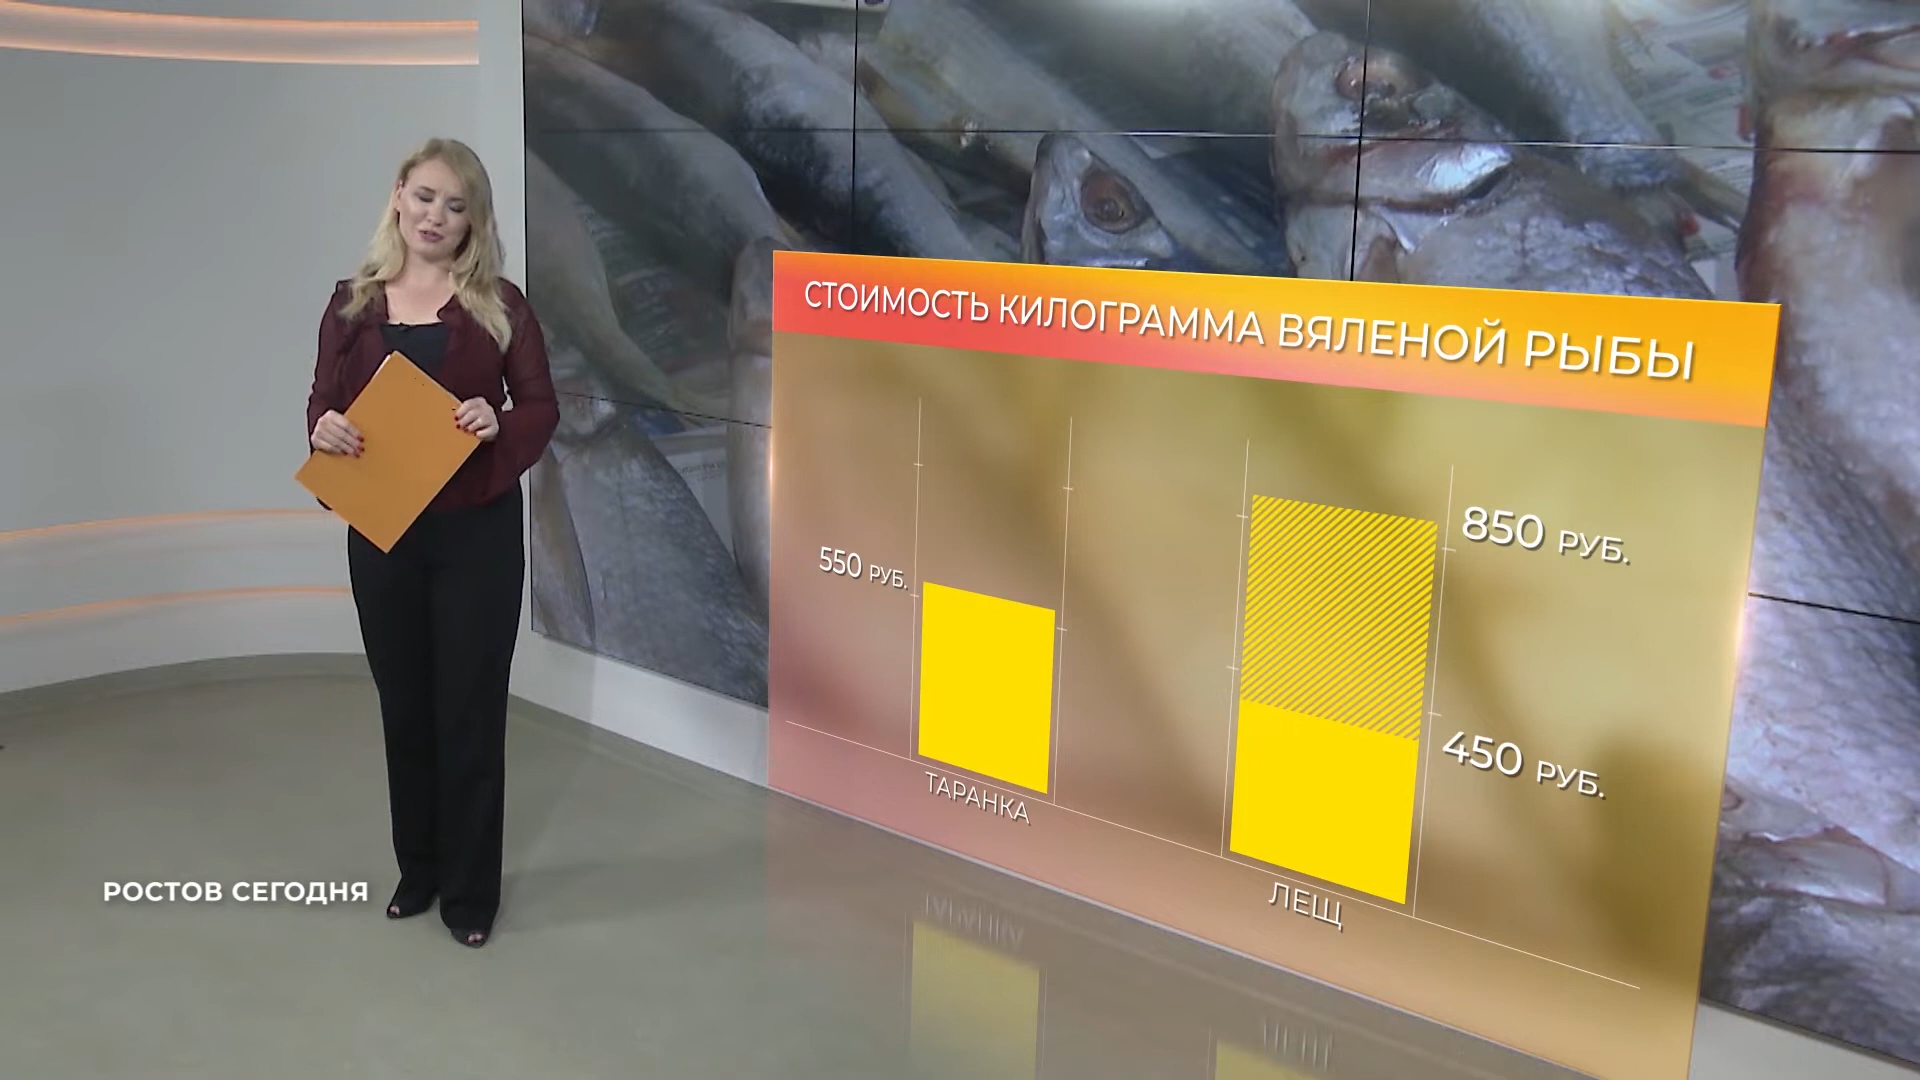 СТОИМОСТЬ КИЛОГРАММА ВЯЛЕНОЙ РЫБЫ
850 РУБ.
550 РУБ.
450 РУБ.
ТАРАНКА
ЛЕЩ
РОСТОВ СЕГОДНЯ